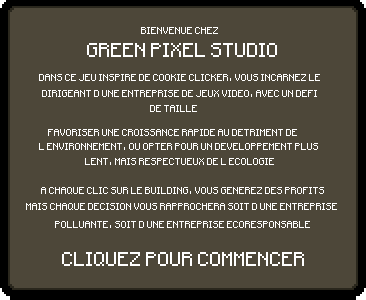 BIENVENUE CHEZ
GREEN PIXEL STUDIO
DANS CE JEU INSPIRE DE COOKIE CLICKER, VOUS INCARNEZ LE
DIRIGEANT D UNE ENTREPRISE DE JEUX VIDEO, AVEC UN DEFI
DE TAILLE
FAVORISER UNE CROISSANCE RAPIDE AU DETRIMENT DE
L ENVIRONNEMENT, OU OPTER POUR UN DEVELOPPEMENT PLUS
LENT, MAIS RESPECTUEUX DE L ECOLOGIE
A CHAQUE CLIC SUR LE BUILDING, VOUS GENEREZ DES PROFITS
MAIS CHAQUE DECISION VOUS RAPPROCHERA SOIT D UNE ENTREPRISE
POLLUANTE, SOIT D UNE ENTREPRISE ECORESPONSABLE
CLIQUEZ POUR COMMENCER